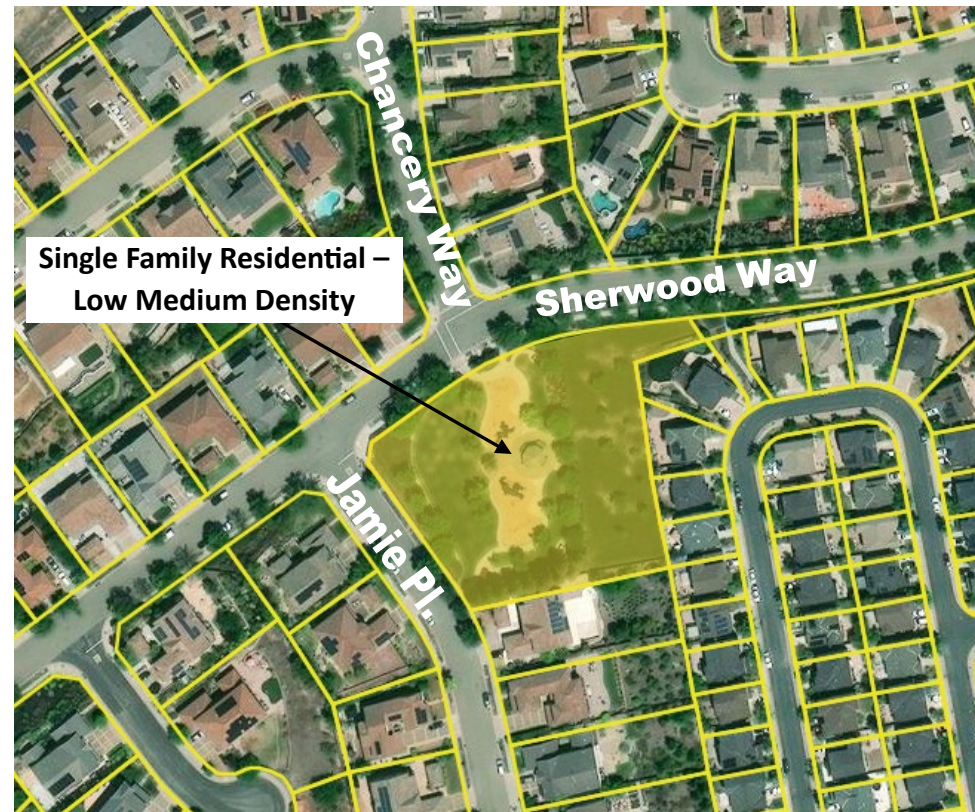 Chancery Way
Single Family Residential –
Low Medium Density
Sherwood Way
Jamie Pl.